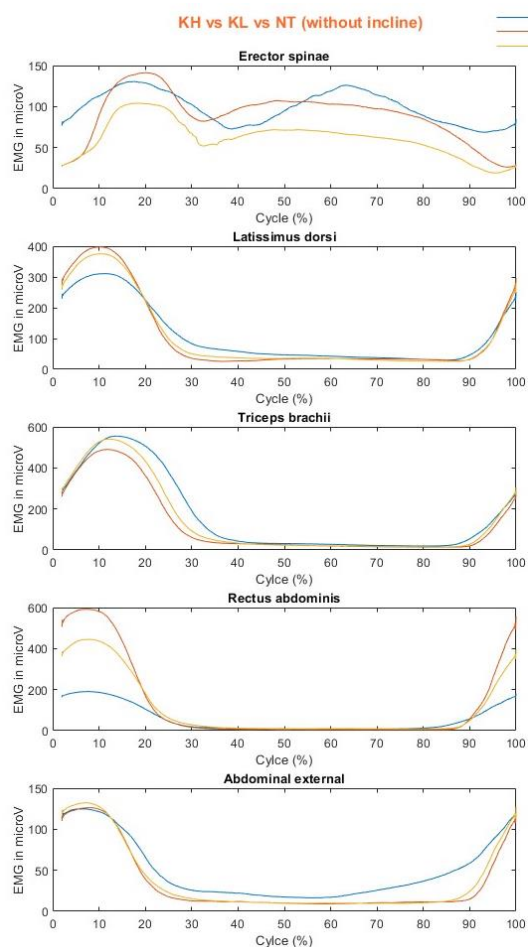 KH vs KL vs NT (without incline)
Erector spinae
150
100
50
0
EMG in microV
0 10 20 30 40 50 60 70 80 90 100
Cycle (%)
Latissimus dorsi
400
300
200
100
0
EMG in microV
0 10 20 30 40 50 60 70 80 90 100
Cycle (%)
Triceps brachii
600
400
200
0
EMG in microV
0 10 20 30 40 50 60 70 80 90 100
Cylce (%)
Rectus abdominis
600
400
200
0
EMG in microV
0 10 20 30 40 50 60 70 80 90 100
Cylce (%)
Abdominal external
150
100
50
0
EMG in microV
0 10 20 30 40 50 60 70 80 90 100